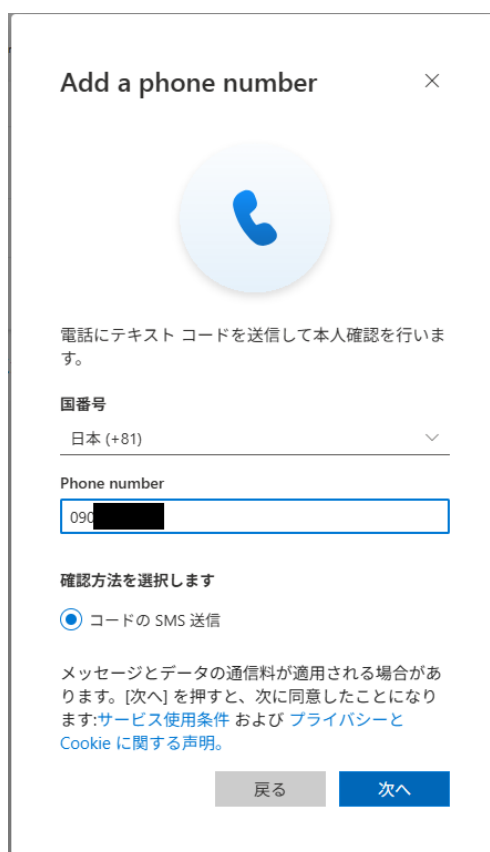 Add a phone number
電話にテキスト コードを送信して本人確認を行いま
す。
国番号
日本 (+81)
Phone number
090
確認方法を選択します
コードの SMS 送信
メッセージとデータの通信料が適用される場合があ
ります。[次へ] を押すと、次に同意したことになり
ます:サービス使用条件 および プライバシーと
Cookie に関する声明。
戻る
次へ